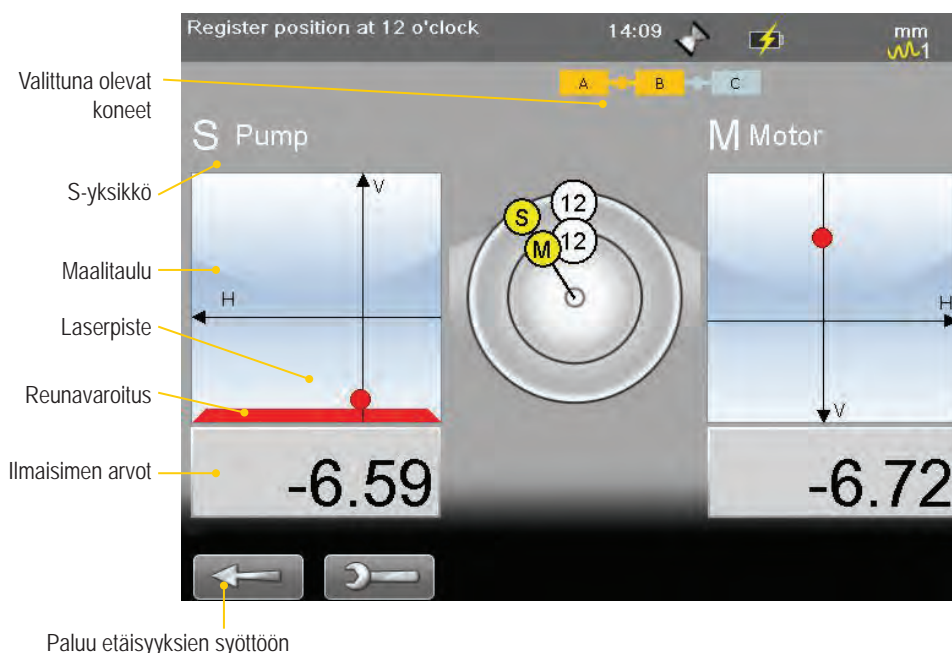 Register position at 12 o'clock 14:09 mm
1
Valittuna olevat
koneet
A B C
S Pump M Motor
S-yksikkö
V
S 12
Maalitaulu
M 12
H H
Laserpiste
Reunavaroitus
V
Ilmaisimen arvot
-6.59 -6.72
Paluu etäisyyksien syöttöön